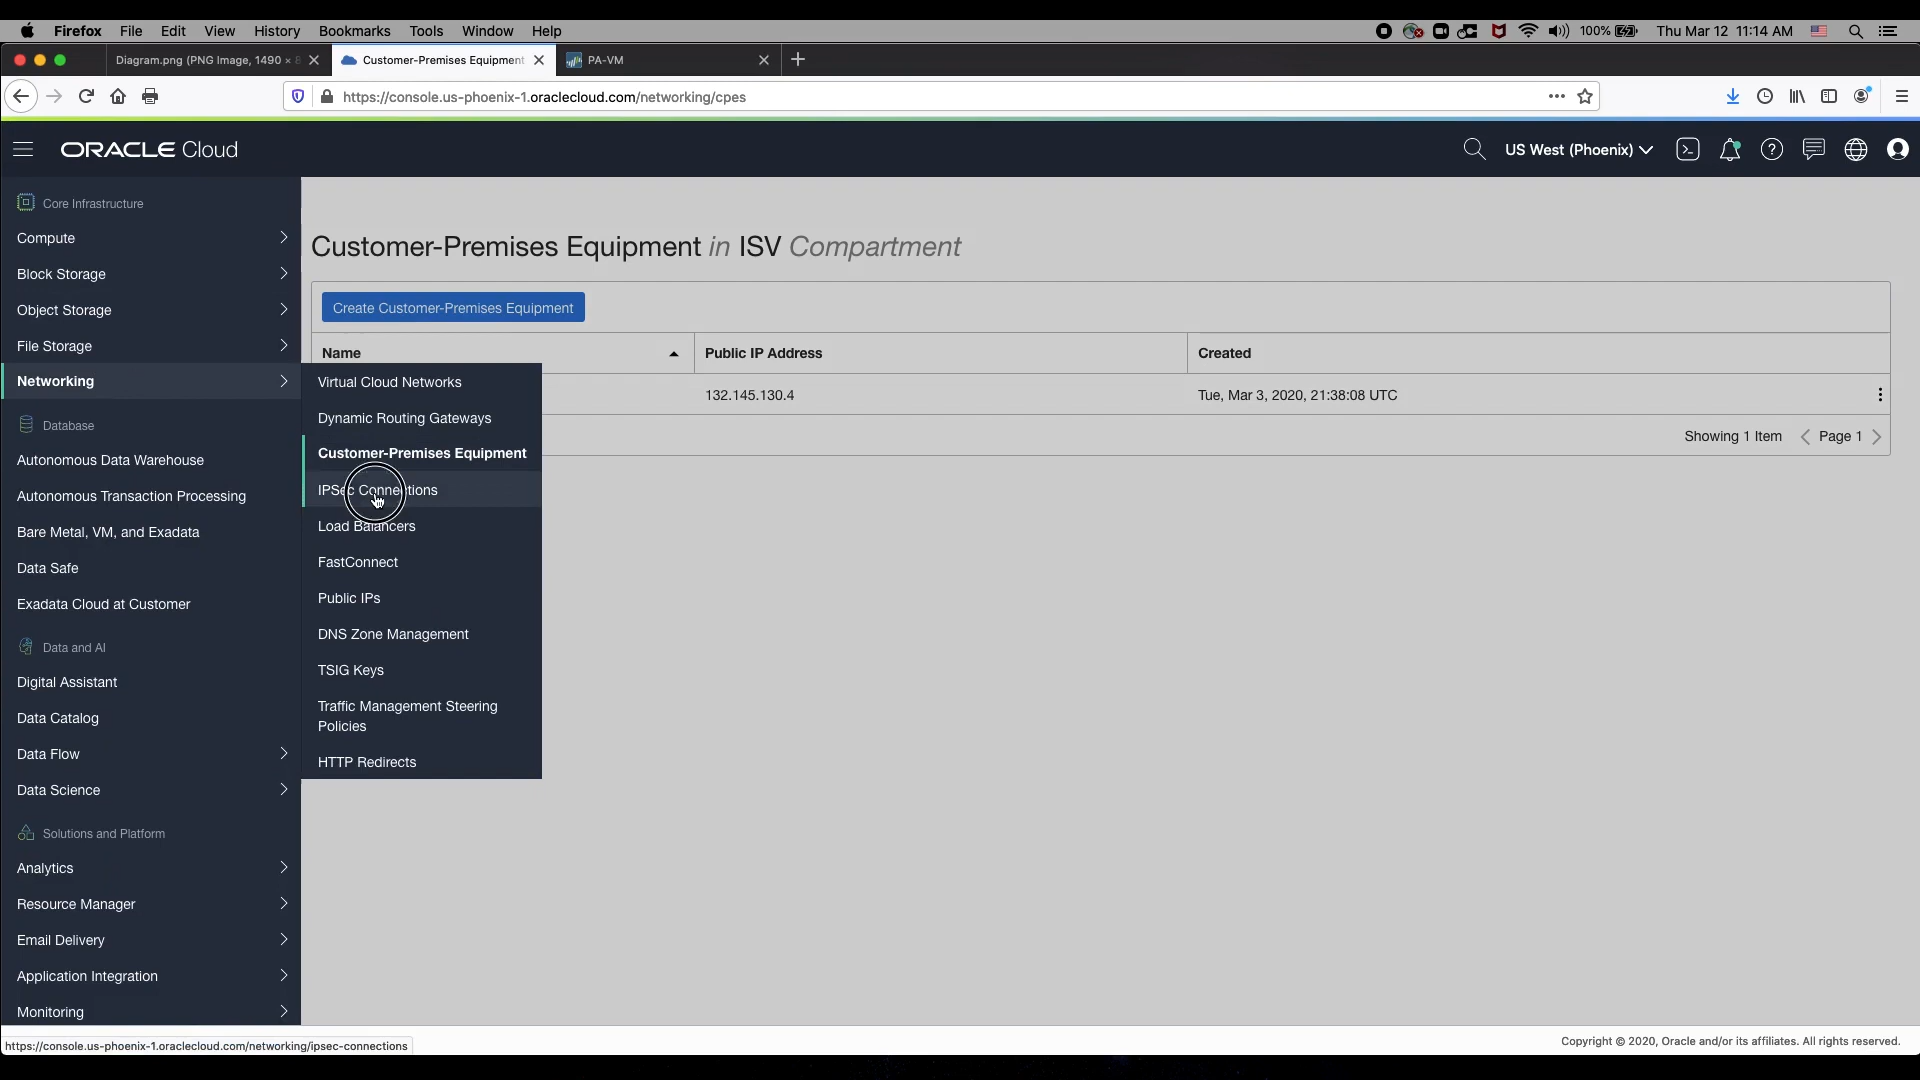 Firefox File Edit View History Bookmarks Tools Window Help 100% Thu Mar 12 11:14 AM
Diagram.png (PNG Image, 1490 × 8 Customer-Premises Equipment PA-VM
https://console.us-phoenix-1.oraclecloud.com/networking/cpes
ORACLE Cloud US West (Phoenix)
Core Infrastructure
Compute
Block Storage
Object Storage
File Storage
Networking
Database
Autonomous Data Warehouse
Autonomous Transaction Processing
Bare Metal, VM, and Exadata
Data Safe
Exadata Cloud at Customer
Data and AI
Digital Assistant
Data Catalog
Data Flow
Data Science
Solutions and Platform
Analytics
Resource Manager
Email Delivery
Application Integration
Monitoring
Virtual Cloud Networks
Dynamic Routing Gateways
Customer-Premises Equipment
IPSec Connections
Load Balancers
FastConnect
Public IPs
DNS Zone Management
TSIG Keys
Traffic Management Steering
Policies
HTTP Redirects
Customer-Premises Equipment in ISV Compartment
Create Customer-Premises Equipment
Name Public IP Address Created
132.145.130.4 Tue, Mar 3, 2020, 21:38:08 UTC
Showing 1 Item Page 1
https://console.us-phoenix-1.oraclecloud.com/networking/ipsec-connections
Copyright © 2020, Oracle and/or its affiliates. All rights reserved.